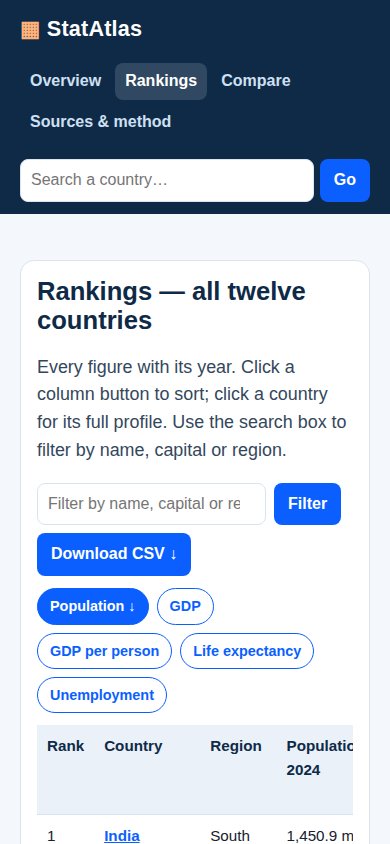 StatAtlas
Overview Rankings Compare
Sources & method
Search a country… Go
Rankings — all twelve
countries
Every figure with its year. Click a
column button to sort; click a country
for its full profile. Use the search box to
filter by name, capital or region.
Filter by name, capital or re Filter
Download CSV ↓
Population ↓ GDP
GDP per person Life expectancy
Unemployment
Rank Country Region Populatio
2024
1 India South 1,450.9 m